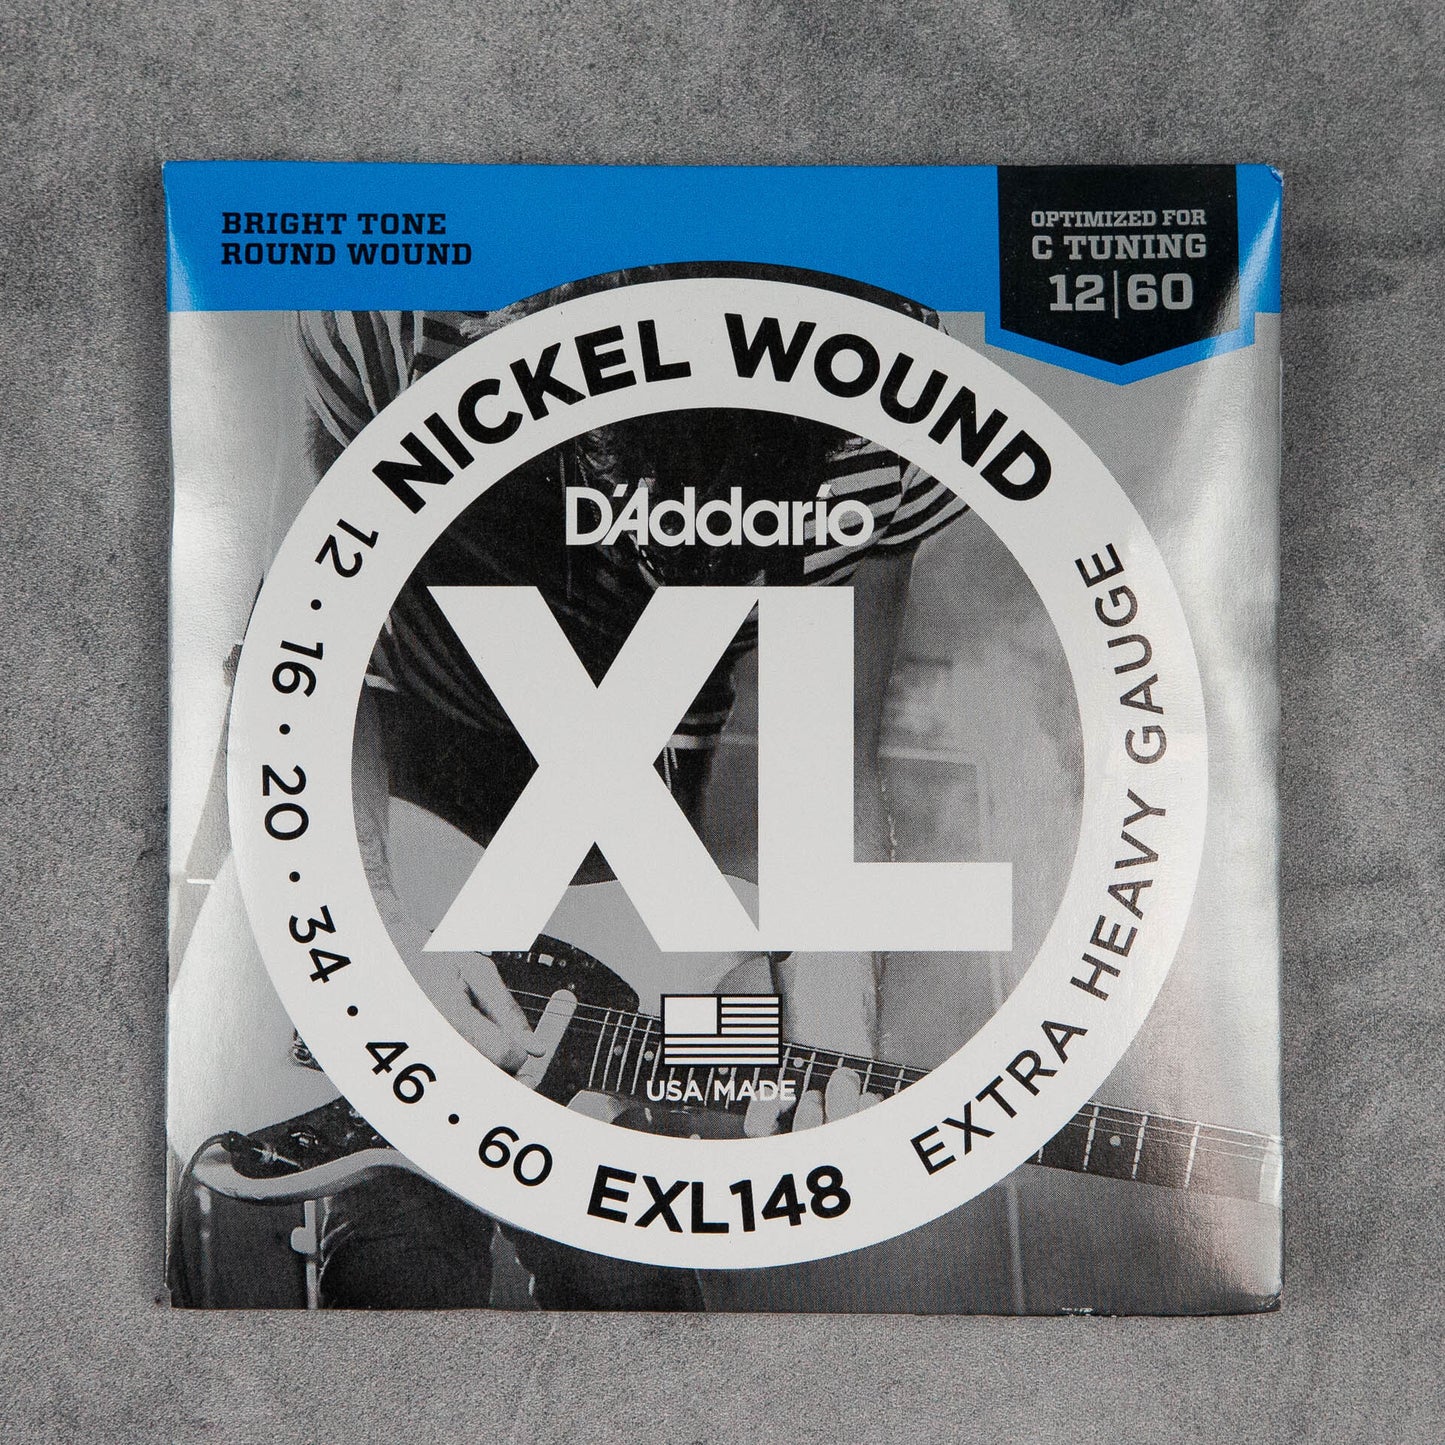 BRIGHT TONE
ROUND WOUND
OPTIMIZED FOR
C TUNING
12|60
NICKEL WOUND
D'Addario
XL
12 · 16 · 20 · 34 · 46 · 60
EXTRA HEAVY GAUGE
USA MADE
EXL148